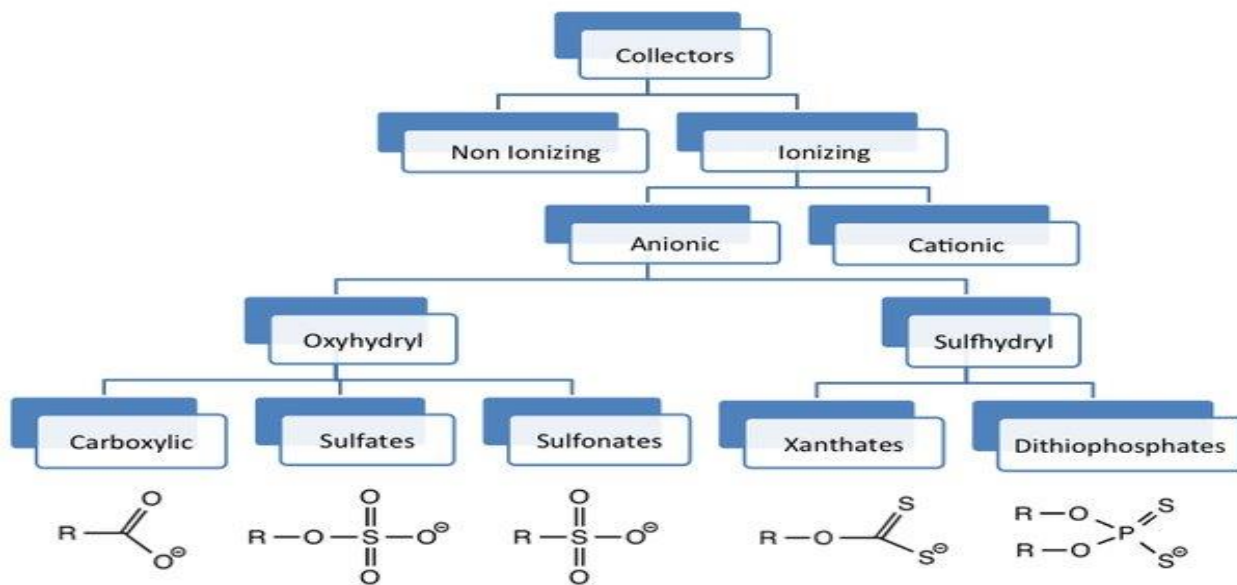 Collectors
Non Ionizing
Ionizing
Anionic
Cationic
Oxyhydryl
Sulfhydryl
Carboxylic
Sulfates
Sulfonates
Xanthates
Dithiophosphates
O
R
O⊖
O
R—O—S—O⊖
O
O
R—S—O⊖
O
S
R
O
S⊖
R—O
S
P
R—O
S⊖